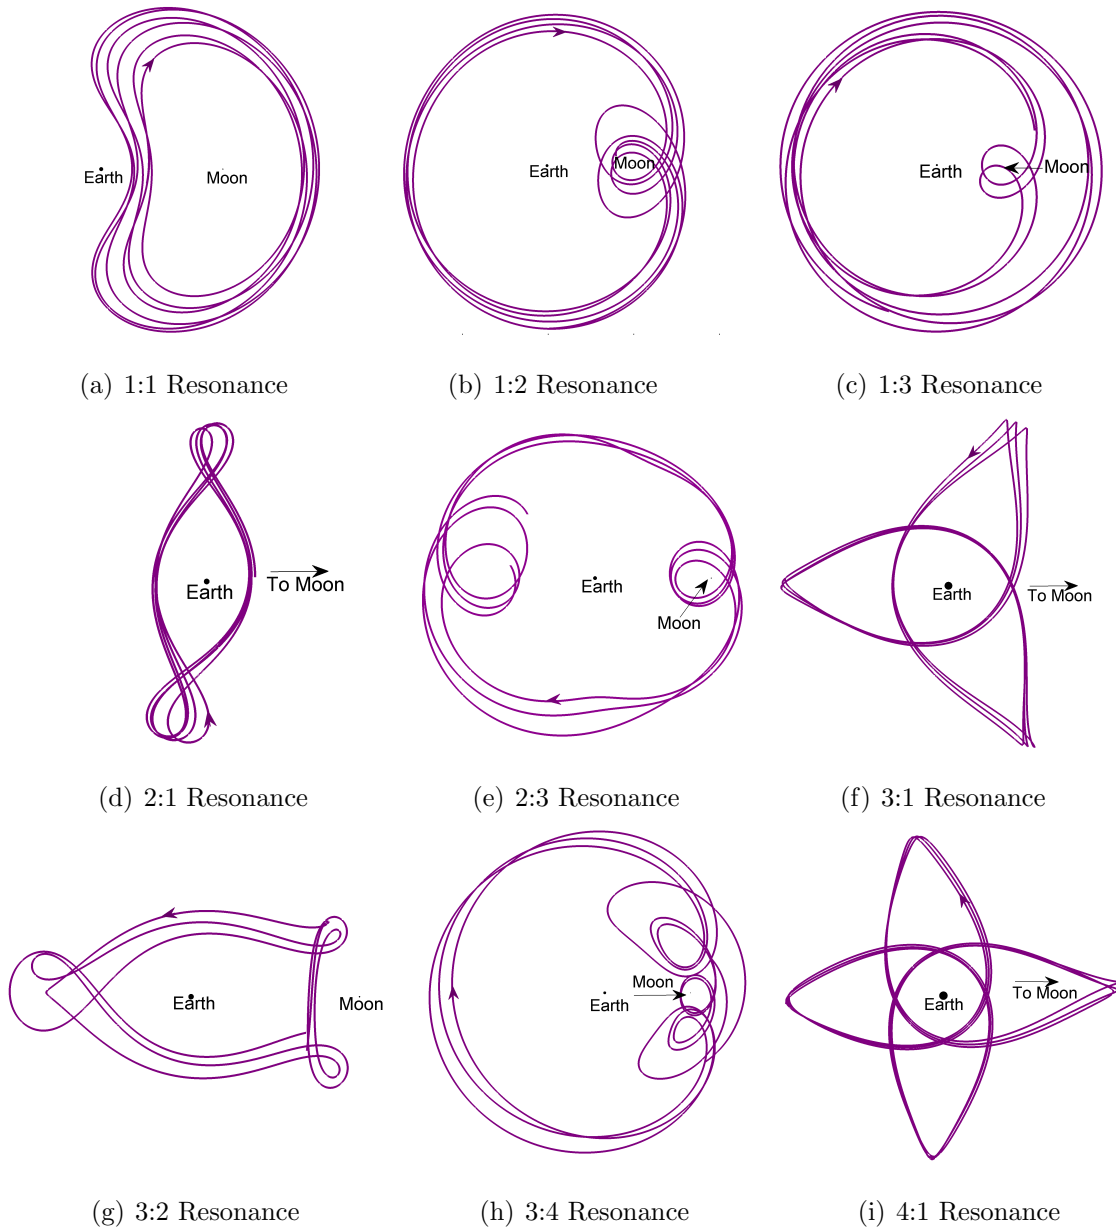 Earth
Moon
Earth
Moon
Earth
Moon
(a) 1:1 Resonance
(b) 1:2 Resonance
(c) 1:3 Resonance
Earth
To Moon
Earth
Moon
Earth
To Moon
(d) 2:1 Resonance
(e) 2:3 Resonance
(f) 3:1 Resonance
Earth
Moon
Moon
Earth
To Moon
Earth
(g) 3:2 Resonance
(h) 3:4 Resonance
(i) 4:1 Resonance